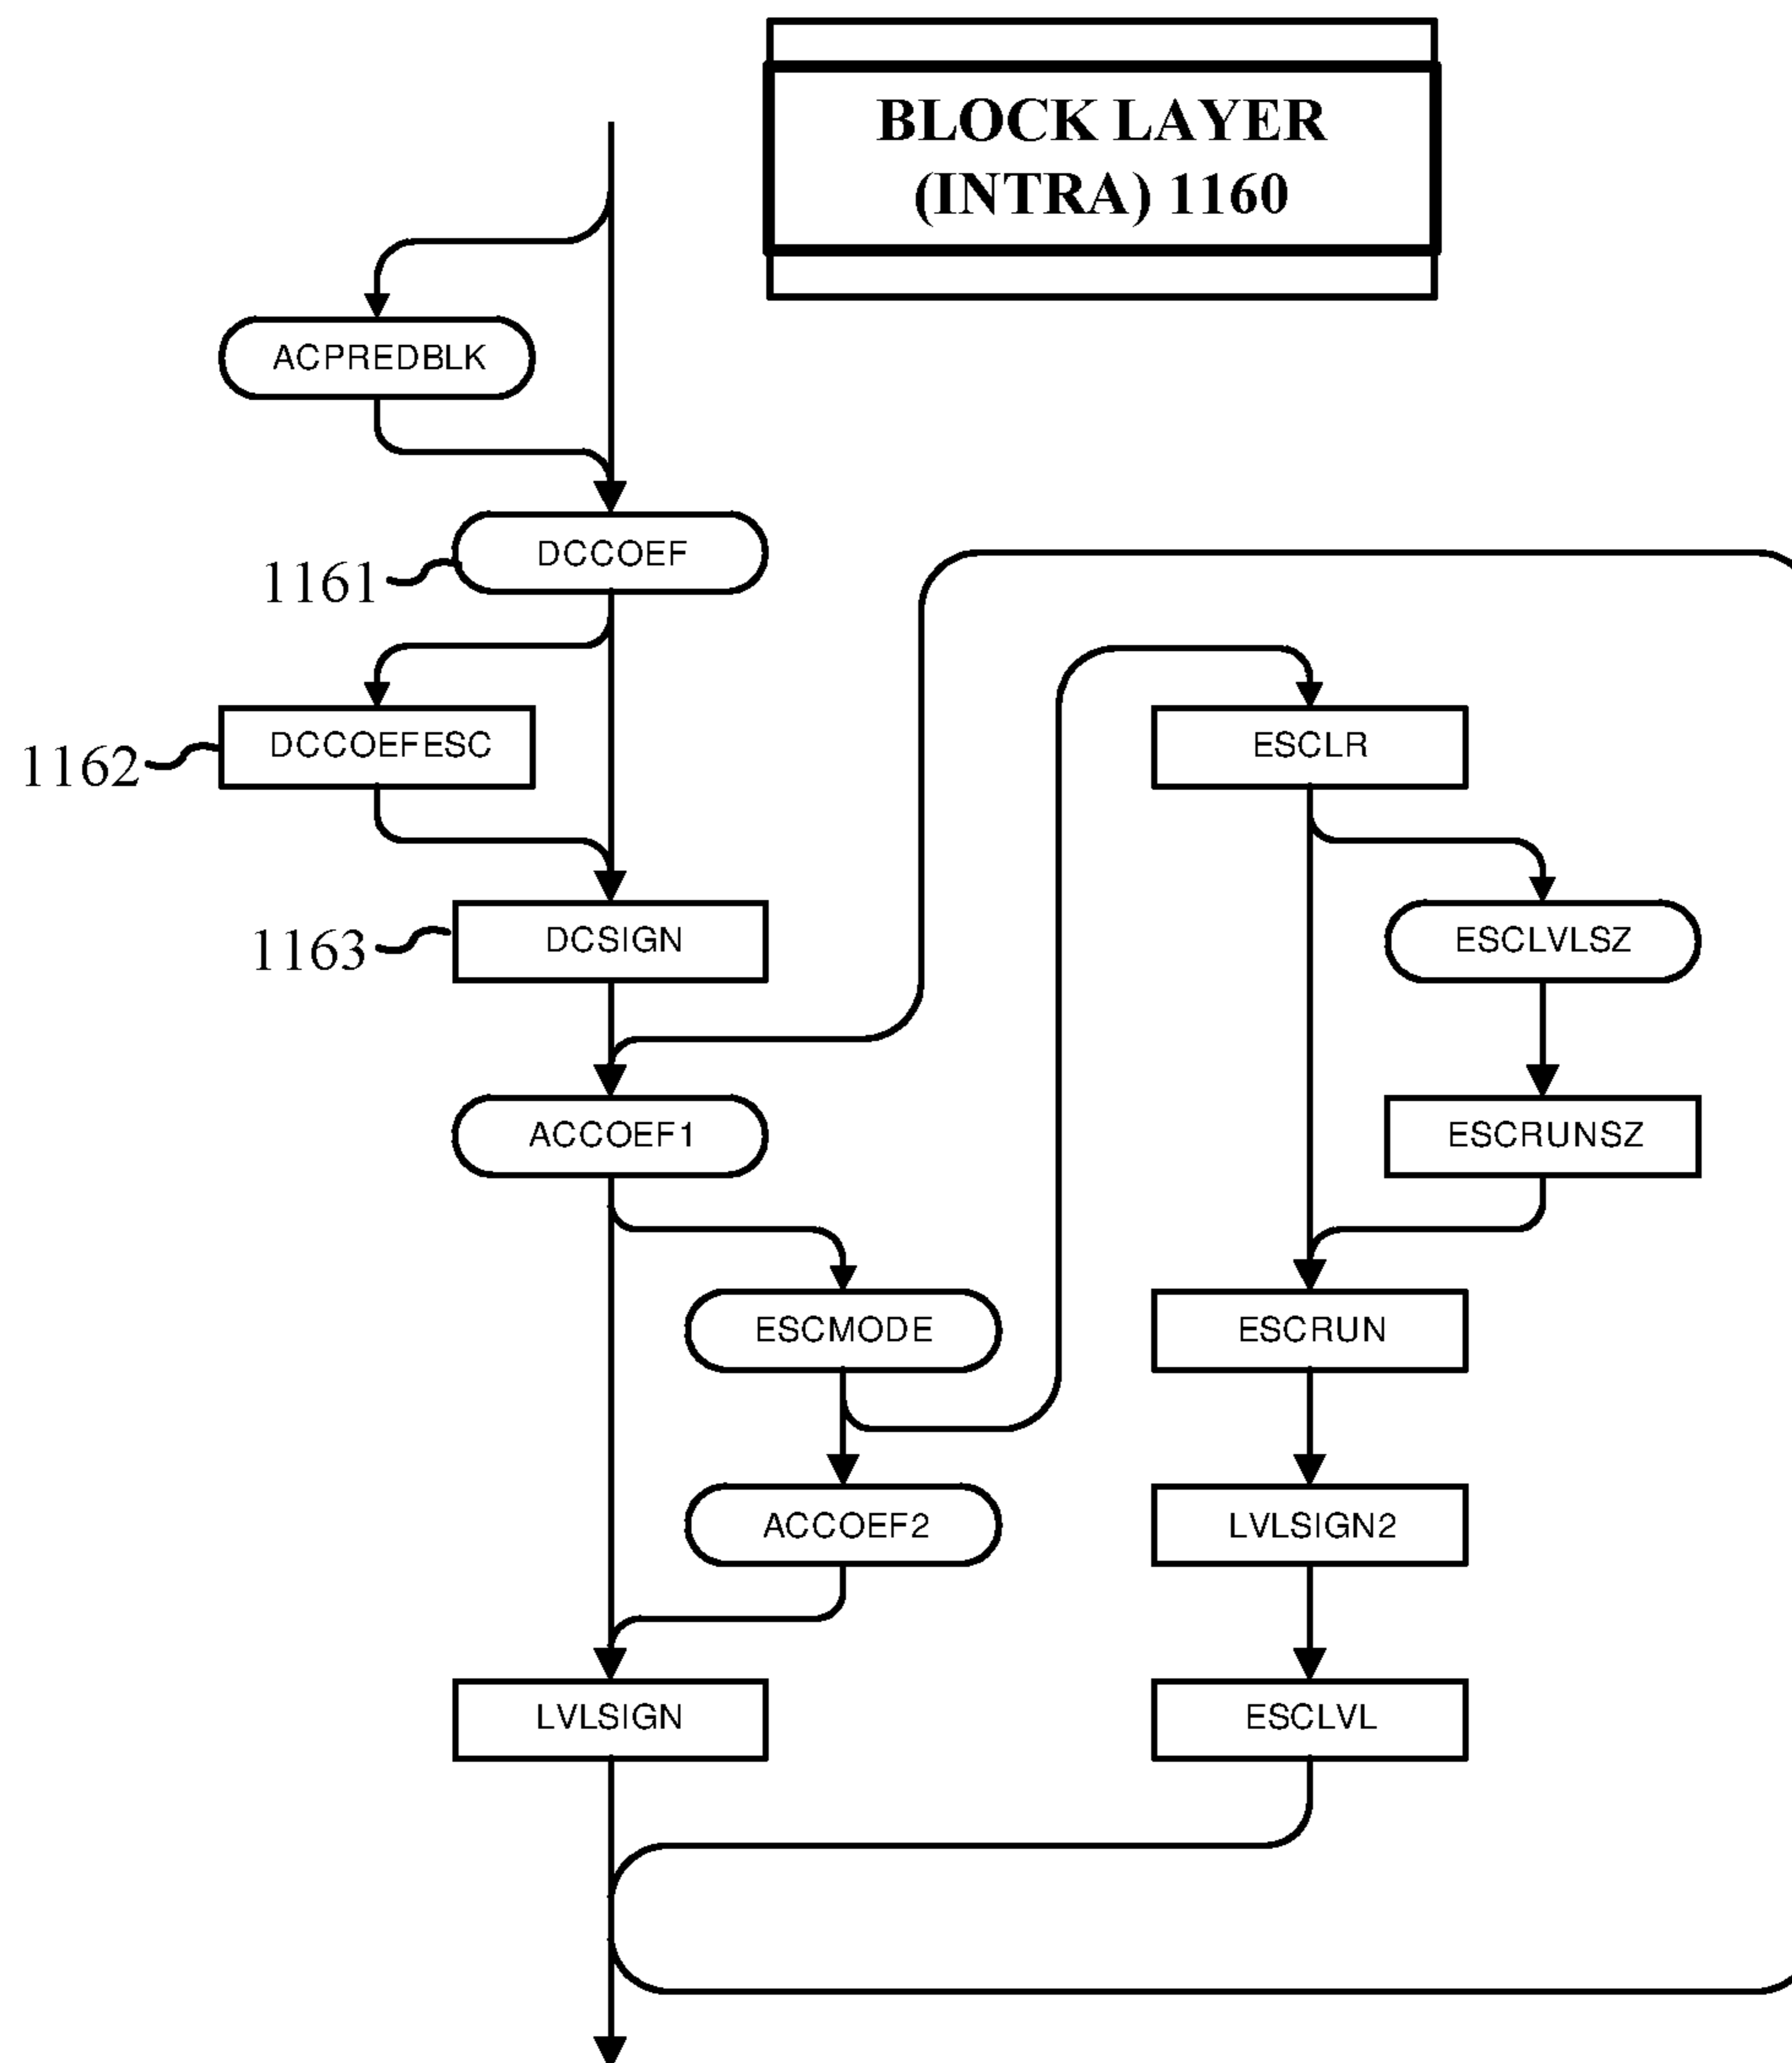 BLOCK LAYER
(INTRA) 1160
ACPREDBLK
DCCOEF
1161
DCCOEFESC
1162
ESCLR
DCSIGN
1163
ESCLVLSZ
ACCOEF1
ESCRUNSZ
ESCMODE
ESCRUN
ACCOEF2
LVLSIGN2
LVLSIGN
ESCLVL